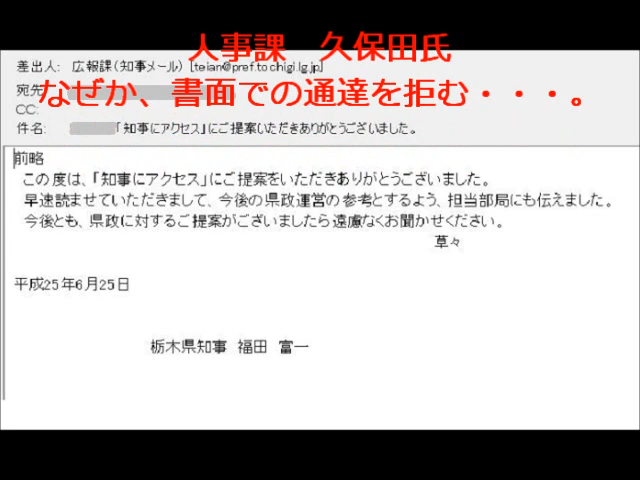 人事課　久保田氏
差出人: 広報課(知事メール) [teian@pref.tochigi.lg.jp]
なぜか、書面での通達を拒む・・・。
宛先:
CC:
件名: 「知事にアクセス」にご提案いただきありがとうございました。
前略
この度は、「知事にアクセス」にご提案をいただきありがとうございました。
早速読ませていただきまして、今後の県政運営の参考とするよう、担当部局にも伝えました。
今後とも、県政に対するご提案がございましたら遠慮なくお聞かせください。
草々
平成25年6月25日
栃木県知事　福田　富一